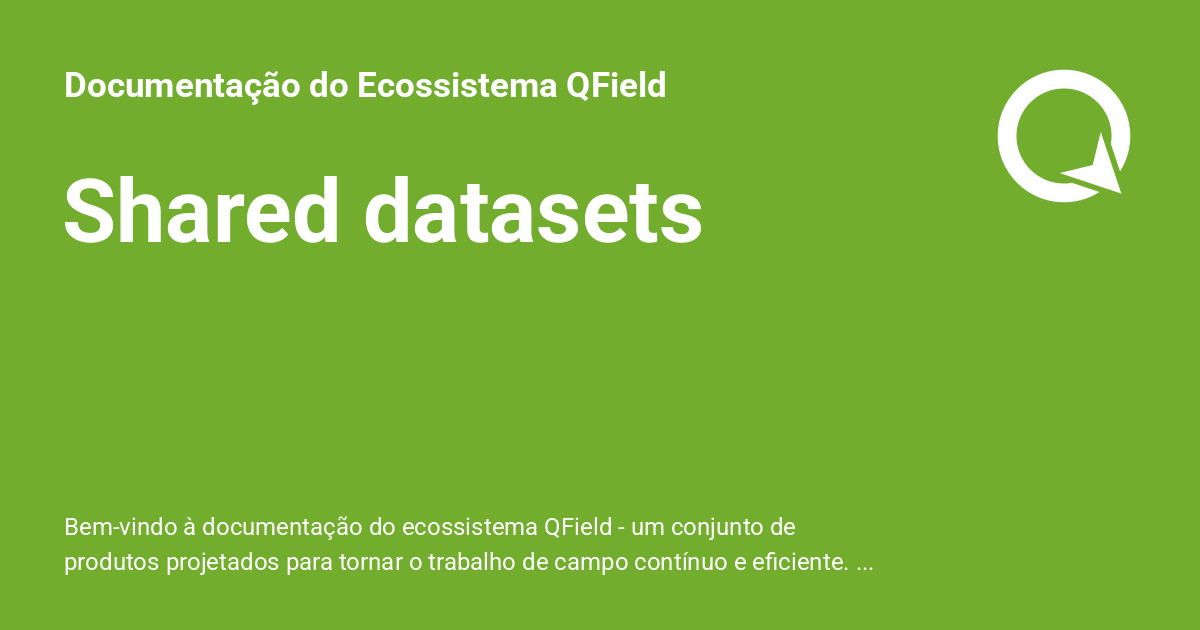 Documentação do Ecossistema QField
Shared datasets
Bem-vindo à documentação do ecossistema QField - um conjunto de
produtos projetados para tornar o trabalho de campo contínuo e eficiente. ...